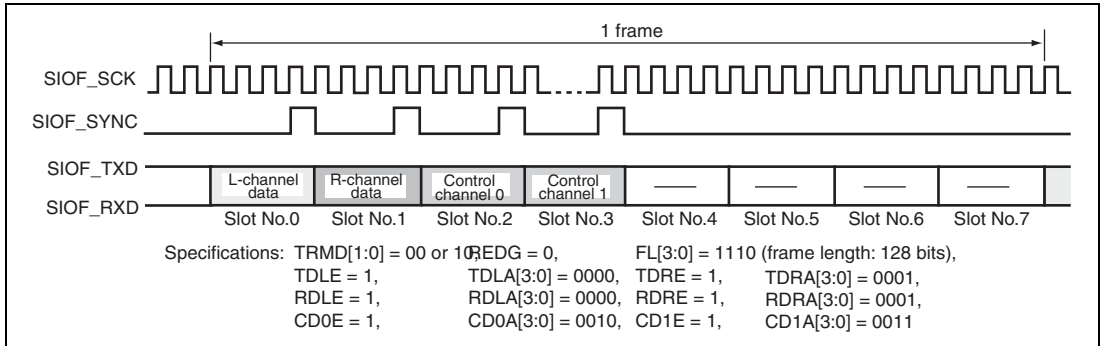 1 frame
SIOF_SCK
SIOF_SYNC
SIOF_TXD
SIOF_RXD
L-channel data
R-channel data
Control channel 0
Control channel 1
Slot No.0 Slot No.1 Slot No.2 Slot No.3 Slot No.4 Slot No.5 Slot No.6 Slot No.7
Specifications: TRMD[1:0] = 00 or 10, REDG = 0, FL[3:0] = 1110 (frame length: 128 bits),
TDLE = 1, TDLA[3:0] = 0000, TDRE = 1, TDRA[3:0] = 0001,
RDLE = 1, RDLA[3:0] = 0000, RDRE = 1, RDRA[3:0] = 0001,
CD0E = 1, CD0A[3:0] = 0010, CD1E = 1, CD1A[3:0] = 0011